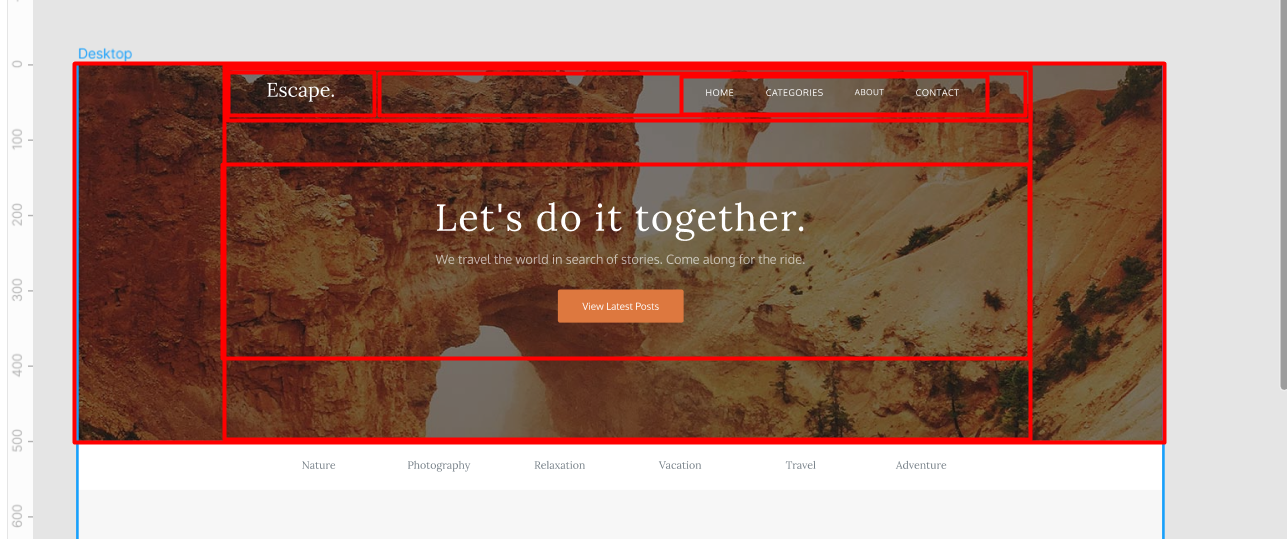 Desktop
0
100
200
300
400
500
600
Escape.
HOME CATEGORIES ABOUT CONTACT
Let's do it together.
We travel the world in search of stories. Come along for the ride.
View Latest Posts
Nature Photography Relaxation Vacation Travel Adventure